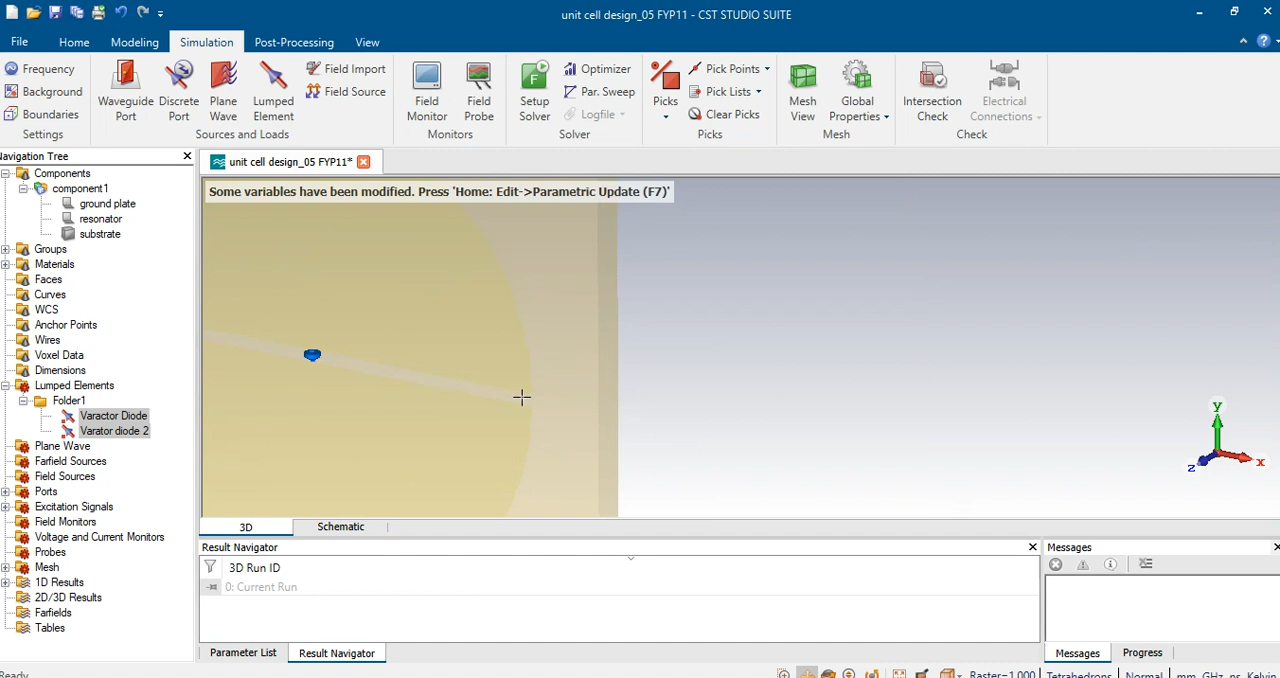 unit cell design_05 FYP11 - CST STUDIO SUITE
File Home Modeling Simulation Post-Processing View
Frequency
Background
Boundaries
Settings
Waveguide Port
Discrete Port
Plane Wave
Lumped Element
Field Import
Field Source
Sources and Loads
Field Monitor
Field Probe
Monitors
Setup Solver
Optimizer
Par. Sweep
Logfile
Solver
Picks
Pick Points
Pick Lists
Clear Picks
Picks
Mesh View
Global Properties
Mesh
Intersection Check
Electrical Connections
Check
Navigation Tree
unit cell design_05 FYP11*
Some variables have been modified. Press 'Home: Edit->Parametric Update (F7)'
Components
component1
ground plate
resonator
substrate
Groups
Materials
Faces
Curves
WCS
Anchor Points
Wires
Voxel Data
Dimensions
Lumped Elements
Folder1
Varactor Diode
Varator diode 2
Plane Wave
Farfield Sources
Field Sources
Ports
Excitation Signals
Field Monitors
Voltage and Current Monitors
Probes
Mesh
1D Results
2D/3D Results
Farfields
Tables
y
x
z
3D Schematic
Result Navigator
3D Run ID
0: Current Run
Parameter List Result Navigator
Messages
Messages Progress
Ready
Raster=1.000 Tetrahedrons Normal mm GHz ns Kelvin